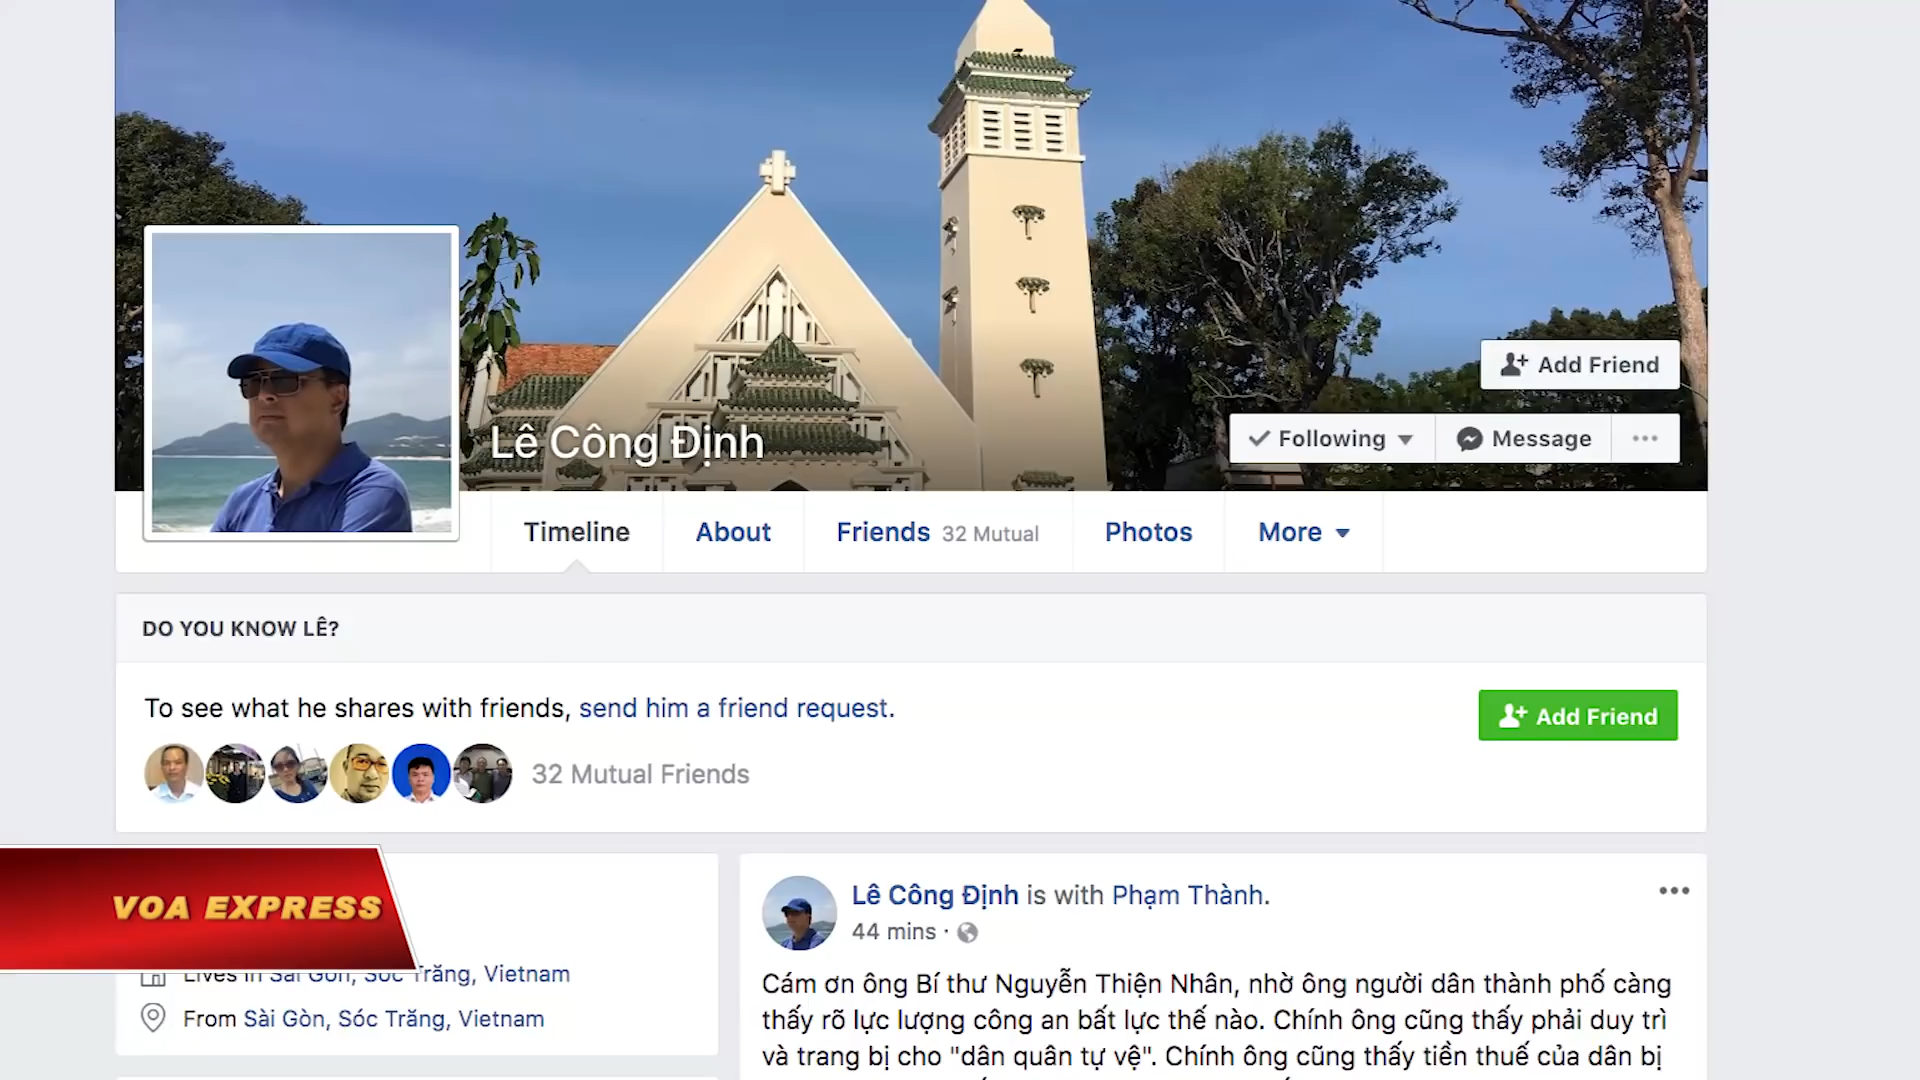 Add Friend
Lê Công Định
Following
Message
Timeline
About
Friends 32 Mutual
Photos
More
DO YOU KNOW LÊ?
To see what he shares with friends, send him a friend request.
Add Friend
32 Mutual Friends
VOA EXPRESS
Lives in Sài Gòn, Sóc Trăng, Vietnam
From Sài Gòn, Sóc Trăng, Vietnam
Lê Công Định is with Phạm Thành.
44 mins ·
Cám ơn ông Bí thư Nguyễn Thiện Nhân, nhờ ông người dân thành phố càng
thấy rõ lực lượng công an bất lực thế nào. Chính ông cũng thấy phải duy trì
và trang bị cho "dân quân tự vệ". Chính ông cũng thấy tiền thuế của dân bị